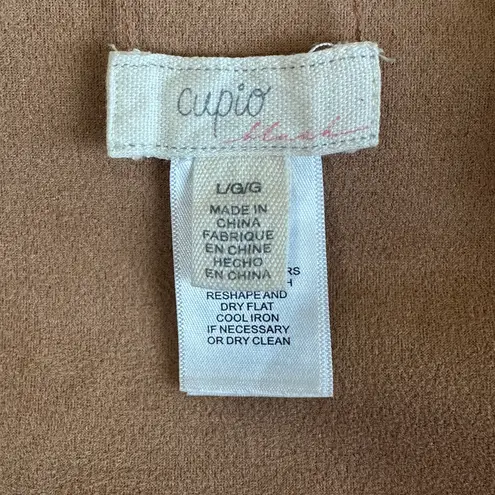 cupio
blush
L/G/G
MADE IN
CHINA
FABRIQUE
EN CHINE
HECHO
EN CHINA
RS
H
RESHAPE AND
DRY FLAT
COOL IRON
IF NECESSARY
OR DRY CLEAN